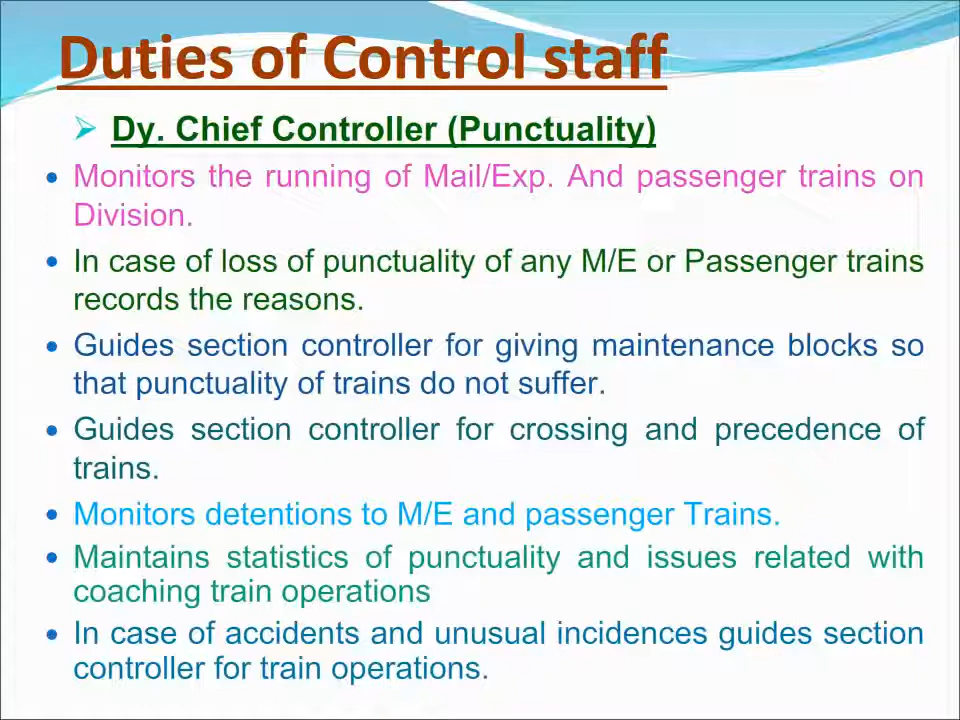 Duties of Control staff
Dy. Chief Controller (Punctuality)
Monitors the running of Mail/Exp. And passenger trains on
Division.
In case of loss of punctuality of any M/E or Passenger trains
records the reasons.
Guides section controller for giving maintenance blocks so
that punctuality of trains do not suffer.
Guides section controller for crossing and precedence of
trains.
Monitors detentions to M/E and passenger Trains.
Maintains statistics of punctuality and issues related with
coaching train operations
In case of accidents and unusual incidences guides section
controller for train operations.